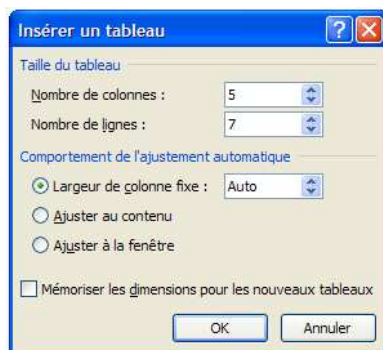 Insérer un tableau
Taille du tableau
Nombre de colonnes : 5
Nombre de lignes : 7
Comportement de l'ajustement automatique
Largeur de colonne fixe : Auto
Ajuster au contenu
Ajuster à la fenêtre
Mémoriser les dimensions pour les nouveaux tableaux
OK Annuler